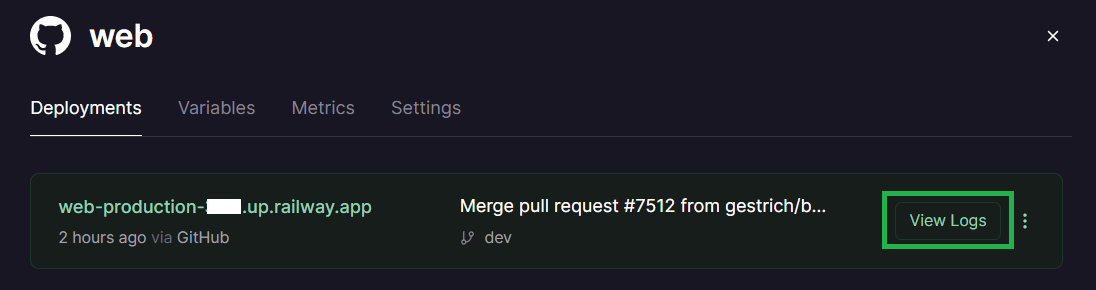 web
Deployments Variables Metrics Settings
web-production- .up.railway.app
2 hours ago via GitHub
Merge pull request #7512 from gestrich/b...
dev
View Logs